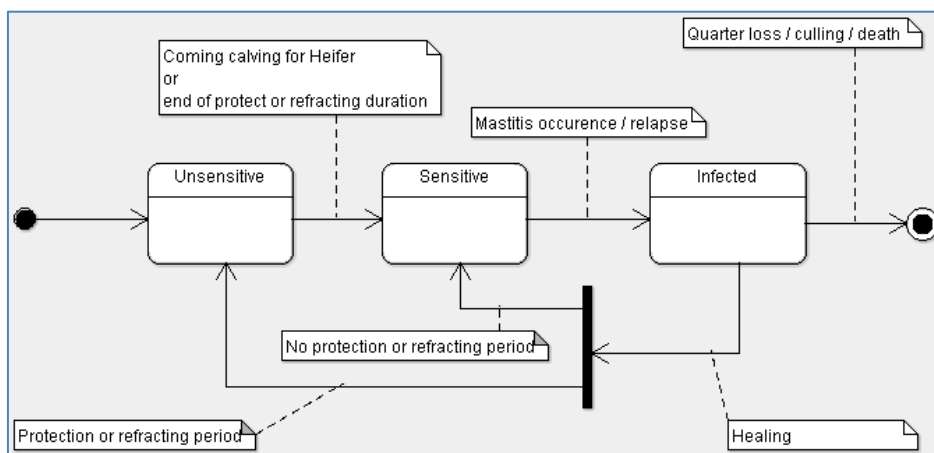 Quarter loss / culling / death
Coming calving for Heifer
or
end of protect or refracting duration
Mastitis occurence / relapse
Unsensitive
Sensitive
Infected
No protection or refracting period
Protection or refracting period
Healing